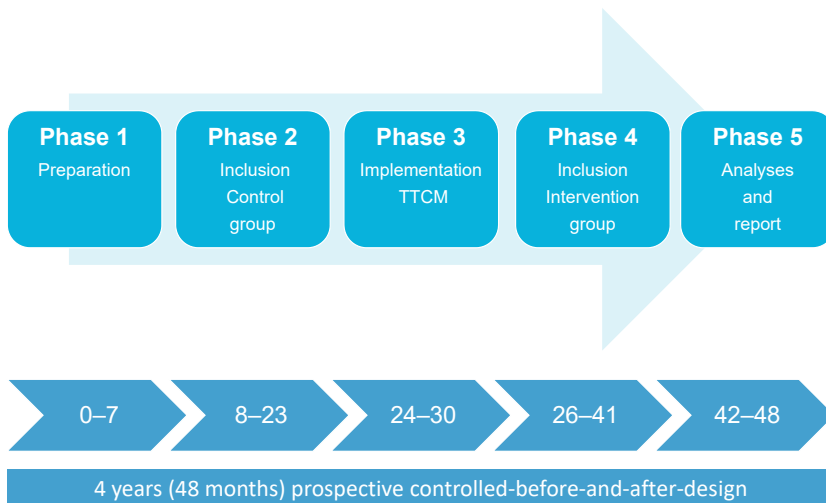 Phase 1
Preparation
Phase 2
Inclusion
Control
group
Phase 3
Implementation
TTCM
Phase 4
Inclusion
Intervention
group
Phase 5
Analyses
and
report
0–7
8–23
24–30
26–41
42–48
4 years (48 months) prospective controlled-before-and-after-design